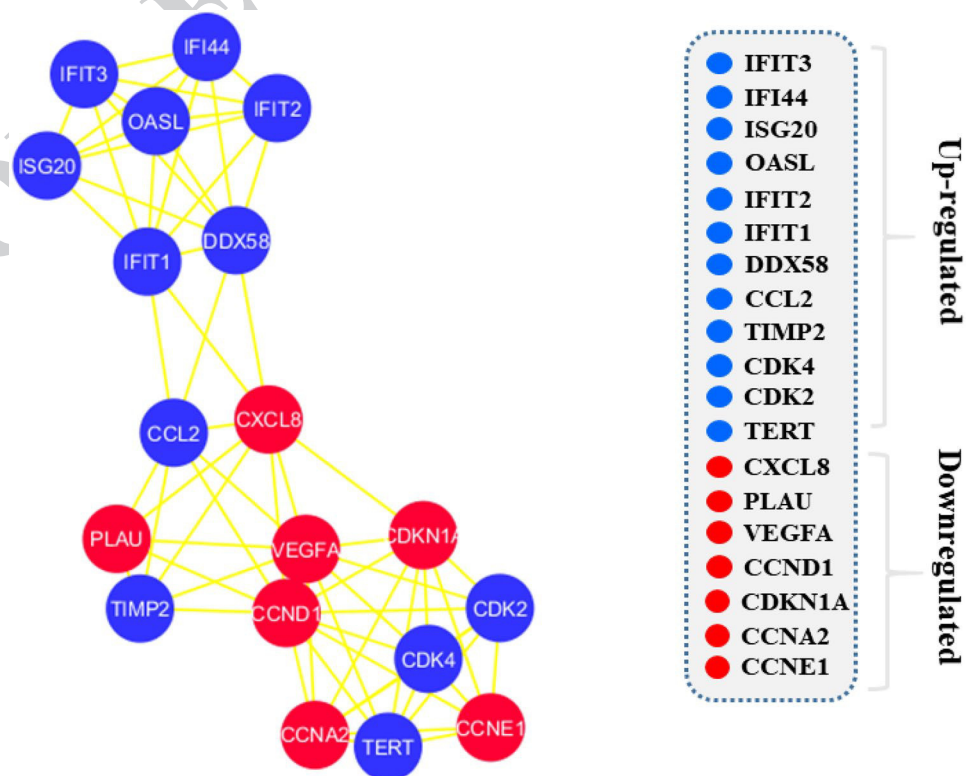 IFI44
IFIT3
IFIT2
OASL
ISG20
DDX58
IFIT1
CXCL8
CCL2
PLAU
VEGFA
CDKN1A
TIMP2
CCND1
CDK2
CDK4
CCNA2
TERT
CCNE1
IFIT3
IFI44
ISG20
OASL
IFIT2
IFIT1
DDX58
CCL2
TIMP2
CDK4
CDK2
TERT
CXCL8
PLAU
VEGFA
CCND1
CDKN1A
CCNA2
CCNE1
Up-regulated
Downregulated